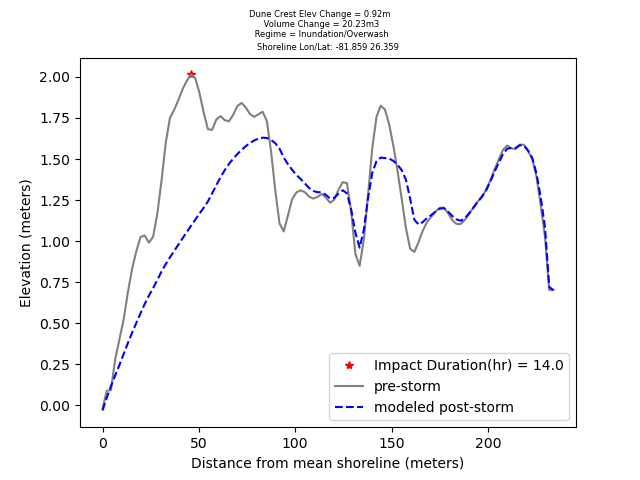 Dune Crest Elev Change = 0.92m
Volume Change = 20.23m3
Regime = Inundation/Overwash
Shoreline Lon/Lat: -81.859 26.359
2.00
1.75
1.50
1.25
1.00
0.75
0.50
0.25
0.00
Elevation (meters)
Impact Duration(hr) = 14.0
pre-storm
modeled post-storm
0
50
100
150
200
Distance from mean shoreline (meters)